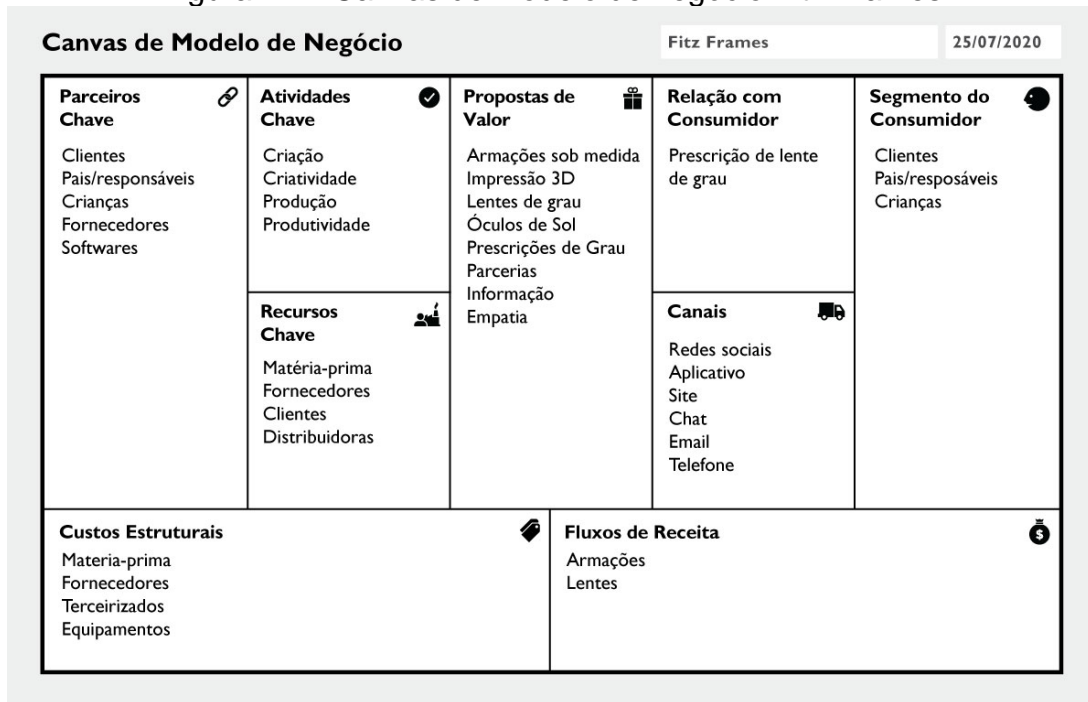 Canvas de Modelo de Negócio
Fitz Frames
25/07/2020
Parceiros
Chave
Clientes
Pais/responsáveis
Crianças
Fornecedores
Softwares
Atividades
Chave
Criação
Criatividade
Produção
Produtividade
Recursos
Chave
Matéria-prima
Fornecedores
Clientes
Distribuidoras
Propostas de
Valor
Armações sob medida
Impressão 3D
Lentes de grau
Óculos de Sol
Prescrições de Grau
Parcerias
Informação
Empatia
Relação com
Consumidor
Prescrição de lente
de grau
Canais
Redes sociais
Aplicativo
Site
Chat
Email
Telefone
Segmento do
Consumidor
Clientes
Pais/resposáveis
Crianças
Custos Estruturais
Materia-prima
Fornecedores
Terceirizados
Equipamentos
Fluxos de Receita
$
Armações
Lentes